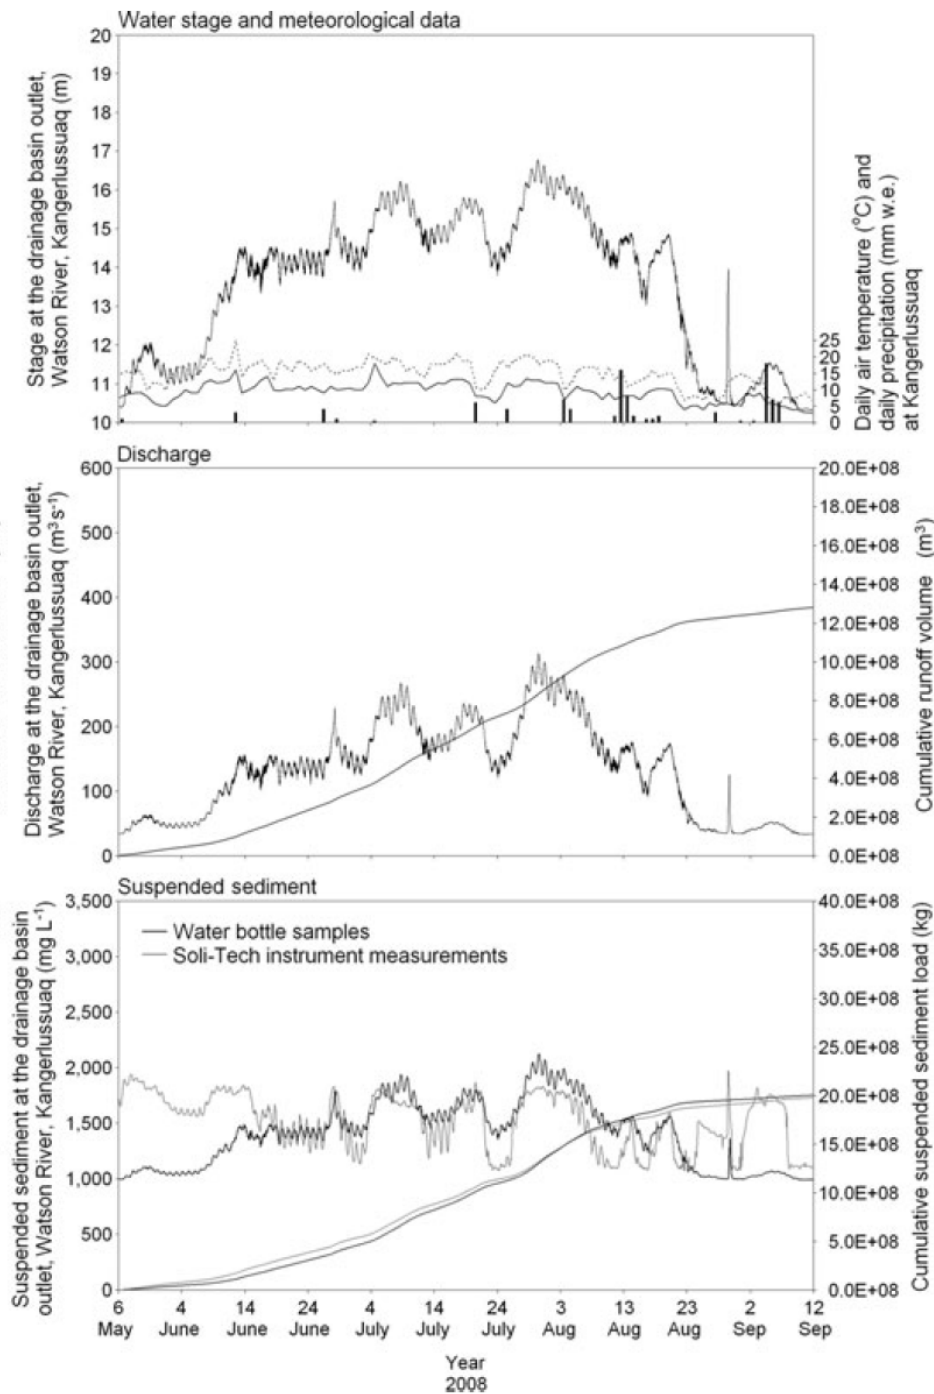 Water stage and meteorological data
Stage at the drainage basin outlet,
Watson River, Kangerlussuaq (m)
20
19
18
17
16
15
14
13
12
11
10
25
20
15
10
5
0
Daily air temperature (°C) and
daily precipitation (mm w.e.)
at Kangerlussuaq
Discharge
Discharge at the drainage basin outlet,
Watson River, Kangerlussuaq (m³ s⁻¹)
600
500
400
300
200
100
0
20.0E+08
18.0E+08
16.0E+08
14.0E+08
12.0E+08
10.0E+08
8.0E+08
6.0E+08
4.0E+08
2.0E+08
0.0E+08
Cumulative runoff volume (m³)
Suspended sediment
Suspended sediment at the drainage basin
outlet, Watson River, Kangerlussuaq (mg L⁻¹)
3,500
3,000
2,500
2,000
1,500
1,000
500
0
Water bottle samples
Soli-Tech instrument measurements
40.0E+08
35.0E+08
30.0E+08
25.0E+08
20.0E+08
15.0E+08
10.0E+08
5.0E+08
0.0E+08
Cumulative suspended sediment load (kg)
6 4 14 24 4 14 24 3 13 23 2 12
May June June June July July July Aug Aug Aug Sep Sep
Year
2008